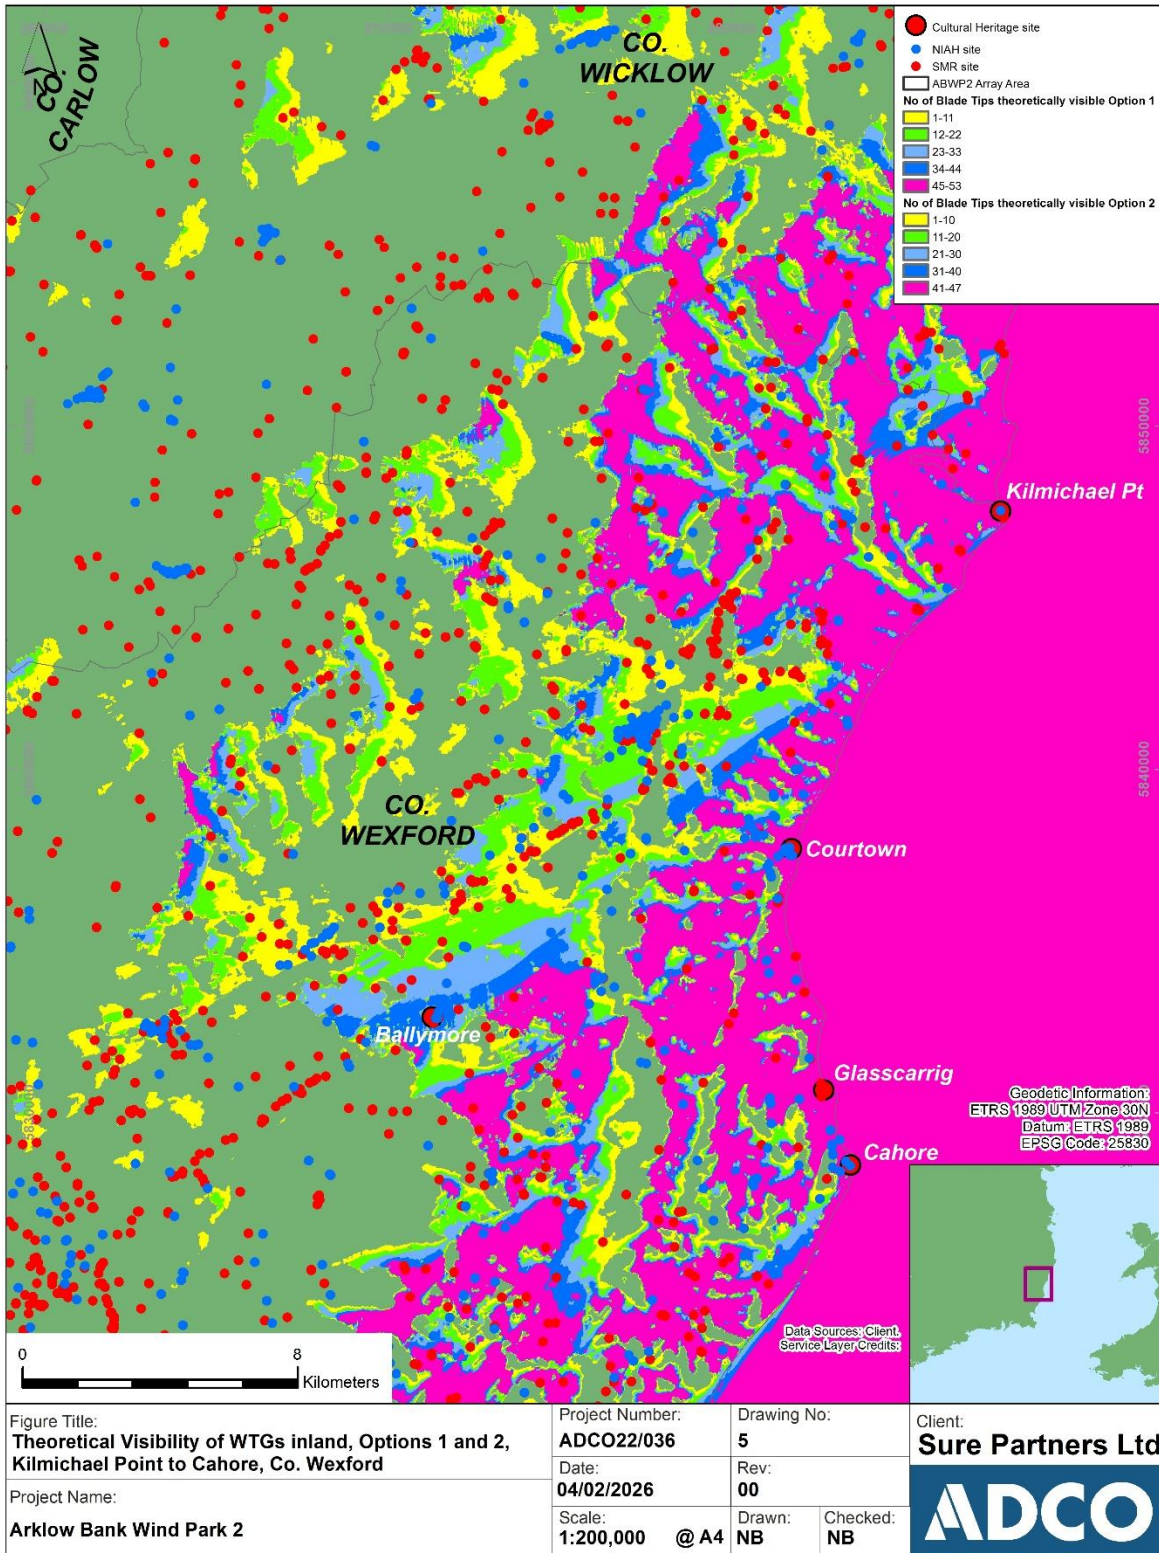 CO.
WICKLOW
CO.
CARLOW
N
Cultural Heritage site
NIAH site
SMR site
ABWP2 Array Area
No of Blade Tips theoretically visible Option 1
1-11
12-22
23-33
34-44
45-53
No of Blade Tips theoretically visible Option 2
1-10
11-20
21-30
31-40
41-47
5850000
Kilmichael Pt
5840000
CO.
WEXFORD
Courtown
Ballymore
Glasscarrig
Cahore
Geodetic Information:
ETRS 1989 UTM Zone 30N
Datum: ETRS 1989
EPSG Code: 25830
Data Sources: Client.
Service Layer Credits:
0 8
Kilometers
Figure Title:
Theoretical Visibility of WTGs inland, Options 1 and 2,
Kilmichael Point to Cahore, Co. Wexford
Project Name:
Arklow Bank Wind Park 2
Project Number:
ADCO22/036
Drawing No:
5
Date:
04/02/2026
Rev:
00
Scale:
1:200,000 @ A4
Drawn:
NB
Checked:
NB
Client:
Sure Partners Ltd
ADCO